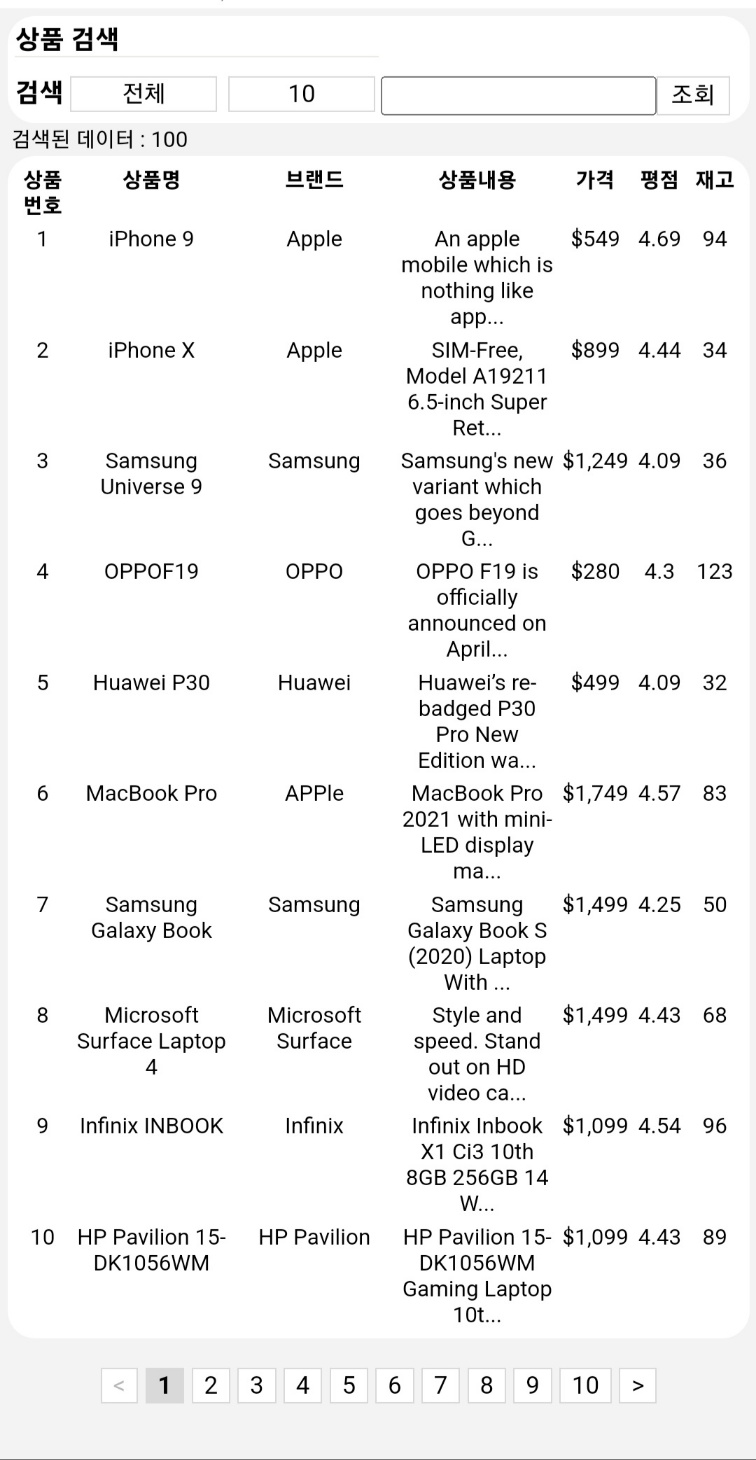 상품 검색
검색 전체 10 조회
검색된 데이터 : 100
상품 상품명 브랜드 상품내용 가격 평점 재고
번호
1 iPhone 9 Apple An apple $549 4.69 94
mobile which is
nothing like
app...
2 iPhone X Apple SIM-Free, $899 4.44 34
Model A19211
6.5-inch Super
Ret...
3 Samsung Samsung Samsung's new $1,249 4.09 36
Universe 9 variant which
goes beyond
G...
4 OPPOF19 OPPO OPPO F19 is $280 4.3 123
officially
announced on
April...
5 Huawei P30 Huawei Huawei’s re- $499 4.09 32
badged P30
Pro New
Edition wa...
6 MacBook Pro APPle MacBook Pro $1,749 4.57 83
2021 with mini-
LED display
ma...
7 Samsung Samsung Samsung $1,499 4.25 50
Galaxy Book Galaxy Book S
(2020) Laptop
With ...
8 Microsoft Microsoft Style and $1,499 4.43 68
Surface Laptop Surface speed. Stand
4 out on HD
video ca...
9 Infinix INBOOK Infinix Infinix Inbook $1,099 4.54 96
X1 Ci3 10th
8GB 256GB 14
W...
10 HP Pavilion 15- HP Pavilion HP Pavilion 15- $1,099 4.43 89
DK1056WM DK1056WM
Gaming Laptop
10t...
< 1 2 3 4 5 6 7 8 9 10 >